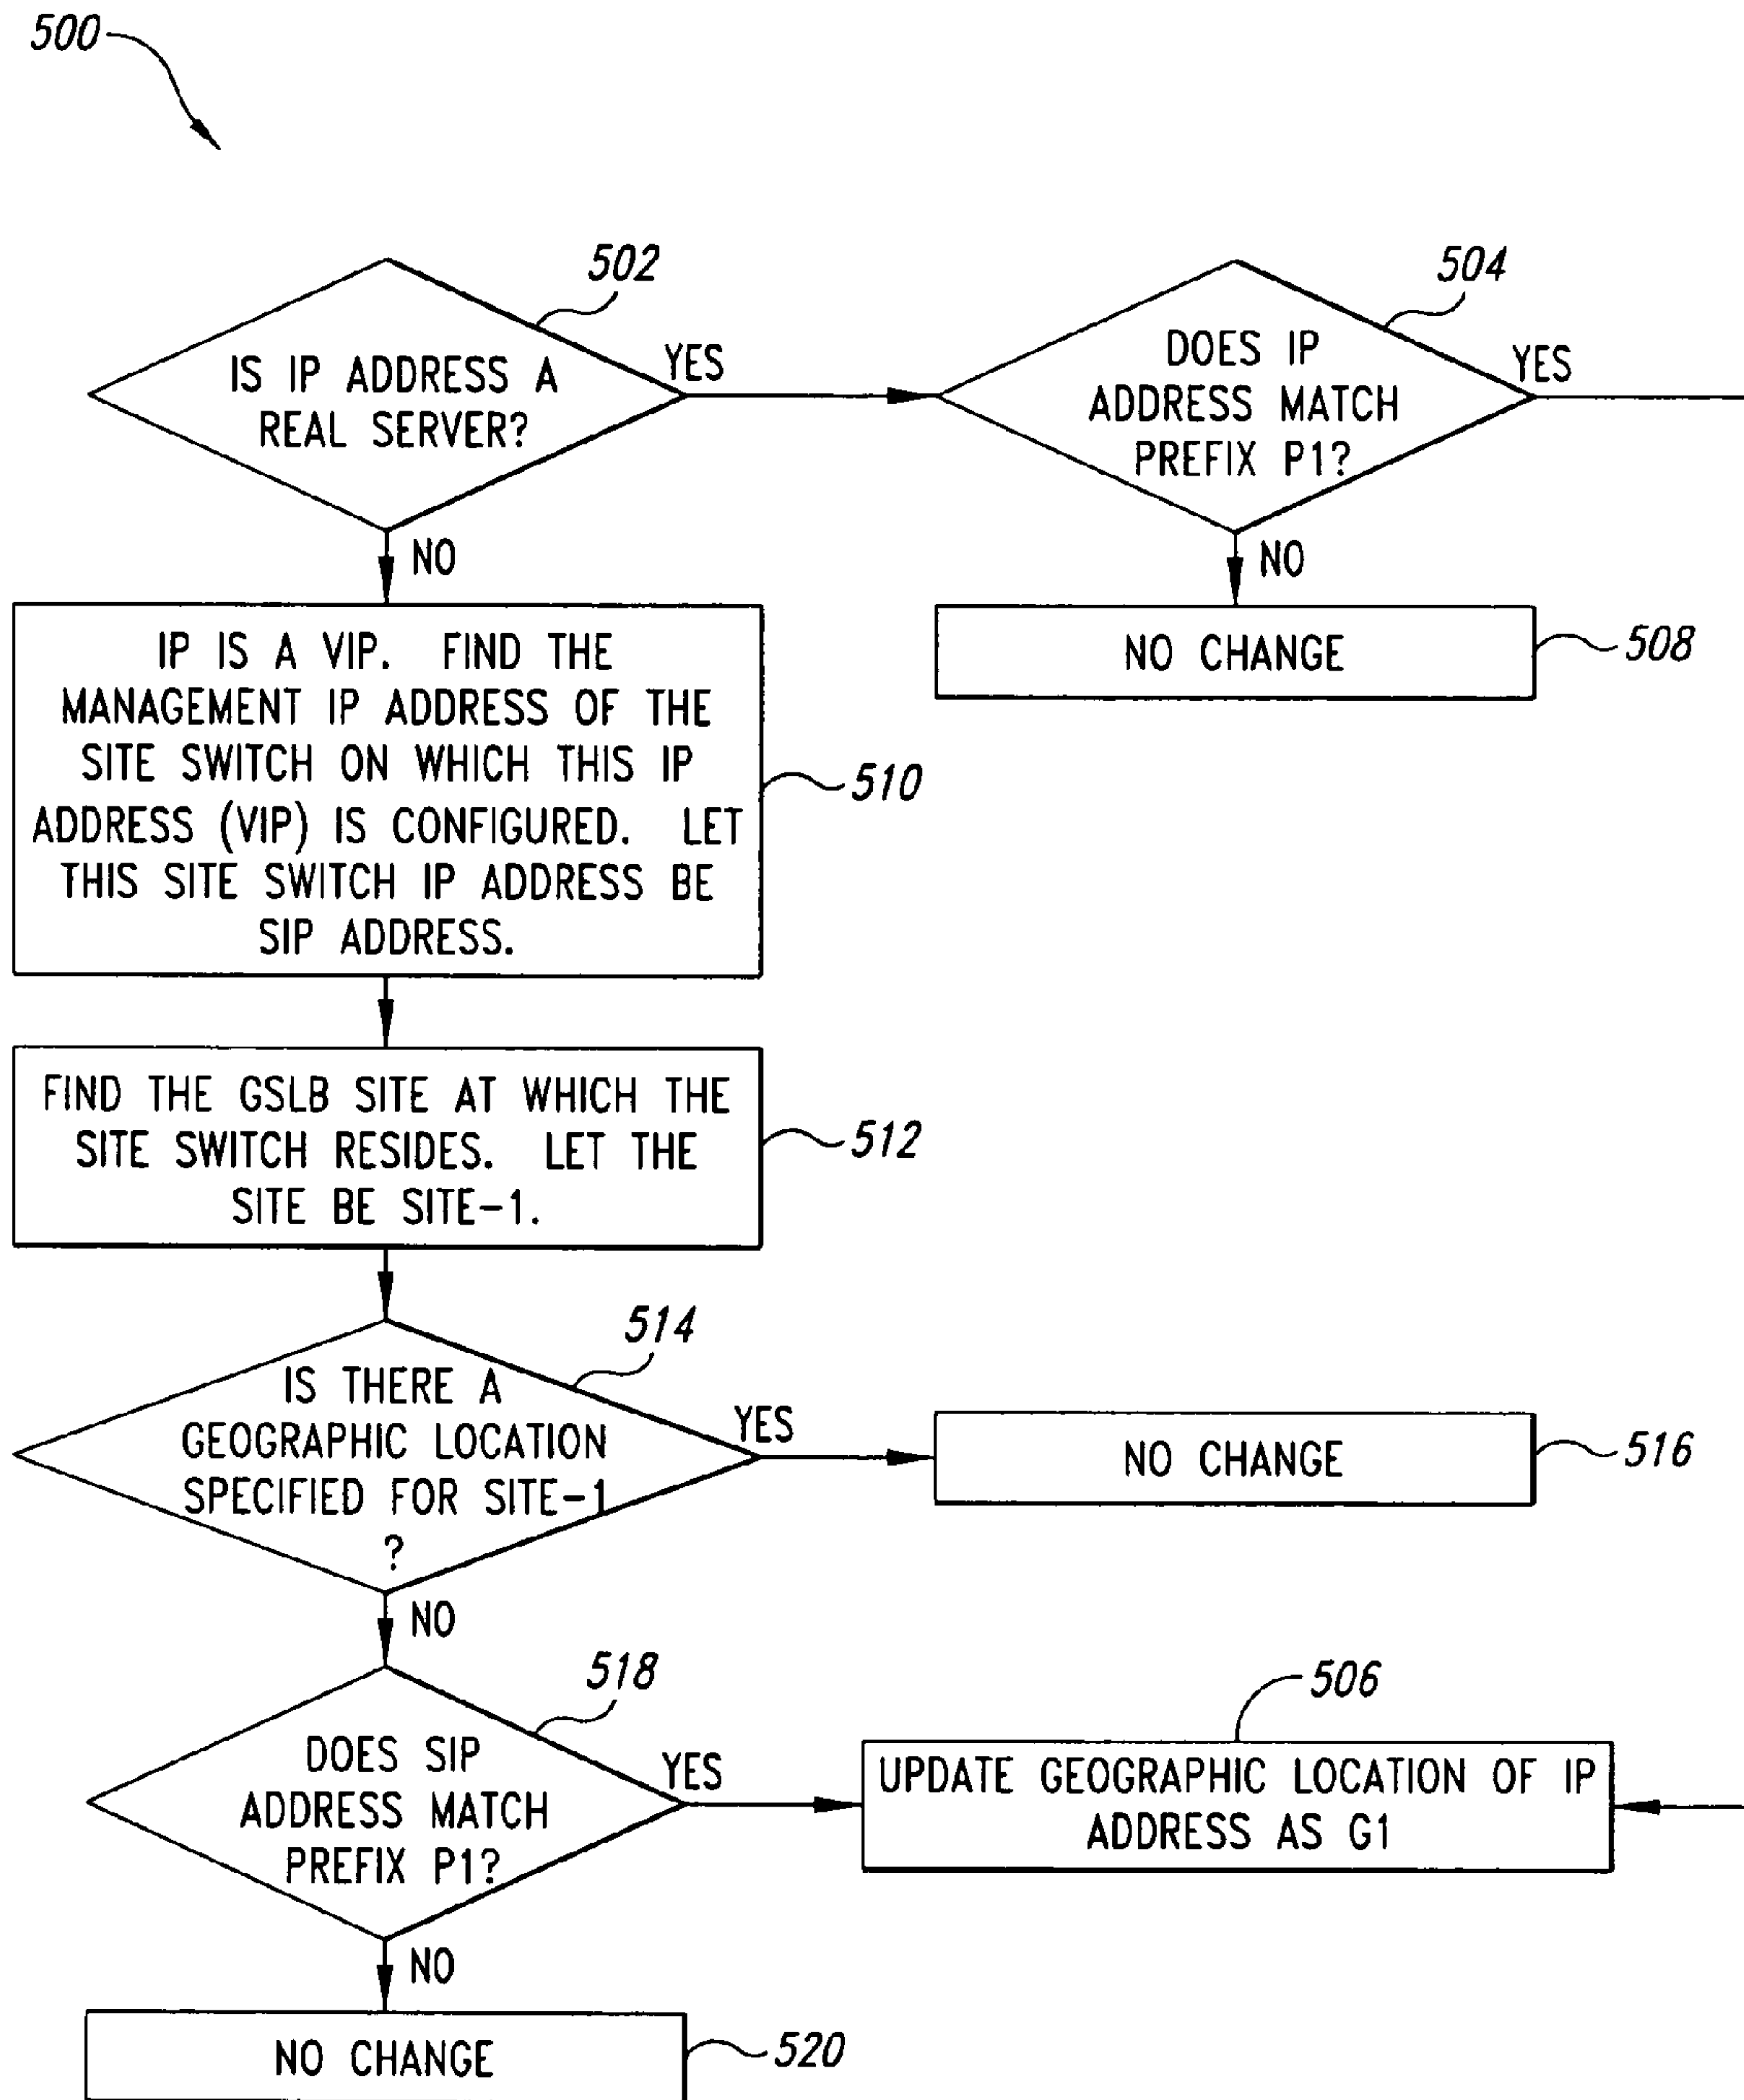 500
502
504
IS IP ADDRESS A
REAL SERVER?
YES
DOES IP
ADDRESS MATCH
PREFIX P1?
YES
NO
NO
IP IS A VIP. FIND THE
MANAGEMENT IP ADDRESS OF THE
SITE SWITCH ON WHICH THIS IP
ADDRESS (VIP) IS CONFIGURED. LET
THIS SITE SWITCH IP ADDRESS BE
SIP ADDRESS.
510
NO CHANGE
508
FIND THE GSLB SITE AT WHICH THE
SITE SWITCH RESIDES. LET THE
SITE BE SITE-1.
512
514
IS THERE A
GEOGRAPHIC LOCATION
SPECIFIED FOR SITE-1
?
YES
NO CHANGE
516
NO
518
DOES SIP
ADDRESS MATCH
PREFIX P1?
YES
506
UPDATE GEOGRAPHIC LOCATION OF IP
ADDRESS AS G1
NO
NO CHANGE
520